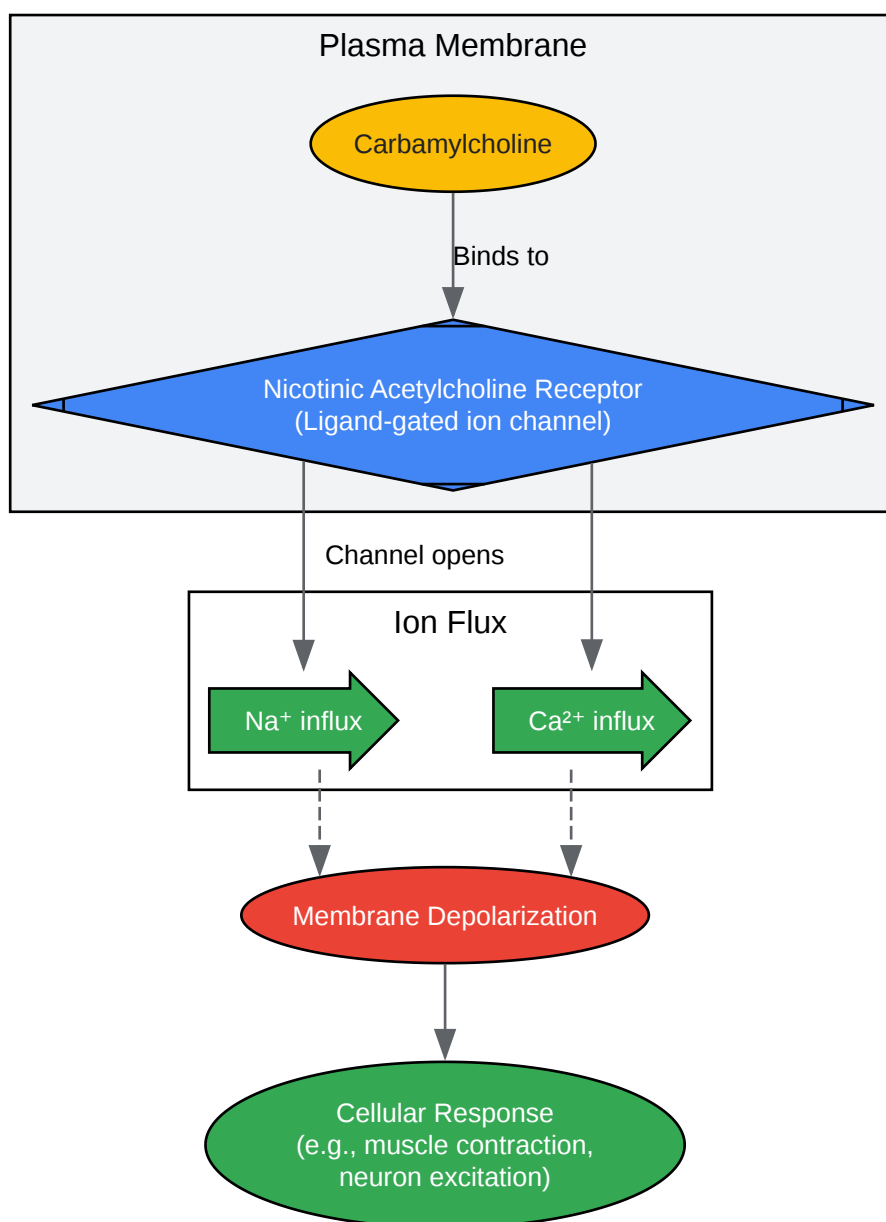 Plasma Membrane
Carbamylcholine
Binds to
Nicotinic Acetylcholine Receptor
(Ligand-gated ion channel)
Channel opens
Ion Flux
Na⁺ influx
Ca²⁺ influx
Membrane Depolarization
Cellular Response
(e.g., muscle contraction,
neuron excitation)